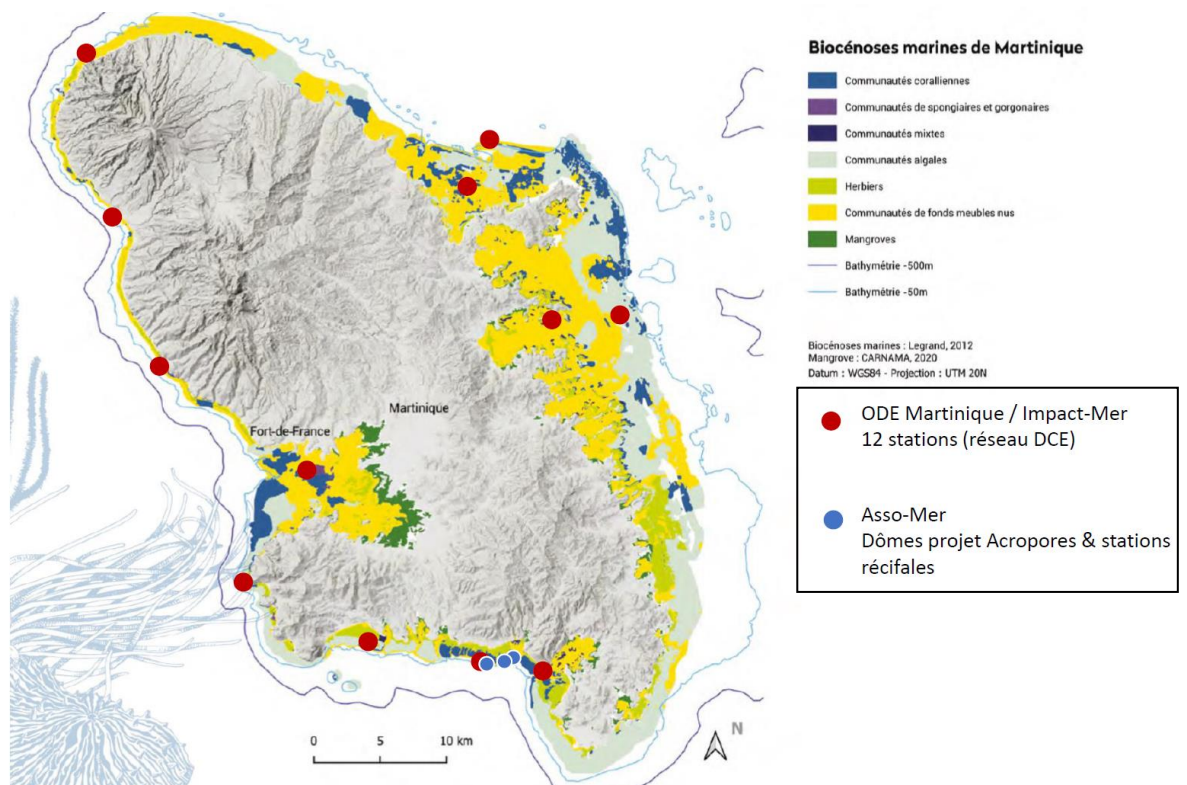 Biocénoses marines de Martinique
Communautés coralliennes
Communautés de spongiaires et gorgonaires
Communautés mixtes
Communautés algales
Herbiers
Communautés de fonds meubles nus
Mangroves
Bathymétrie -500m
Bathymétrie -50m
Biocénoses marines : Legrand, 2012
Mangrove : CARNAMA, 2020
Datum : WGS84 - Projection : UTM 20N
ODE Martinique / Impact-Mer
12 stations (réseau DCE)
Asso-Mer
Dômes projet Acropores & stations
récifales
Martinique
Fort-de-France
0 5 10 km
N